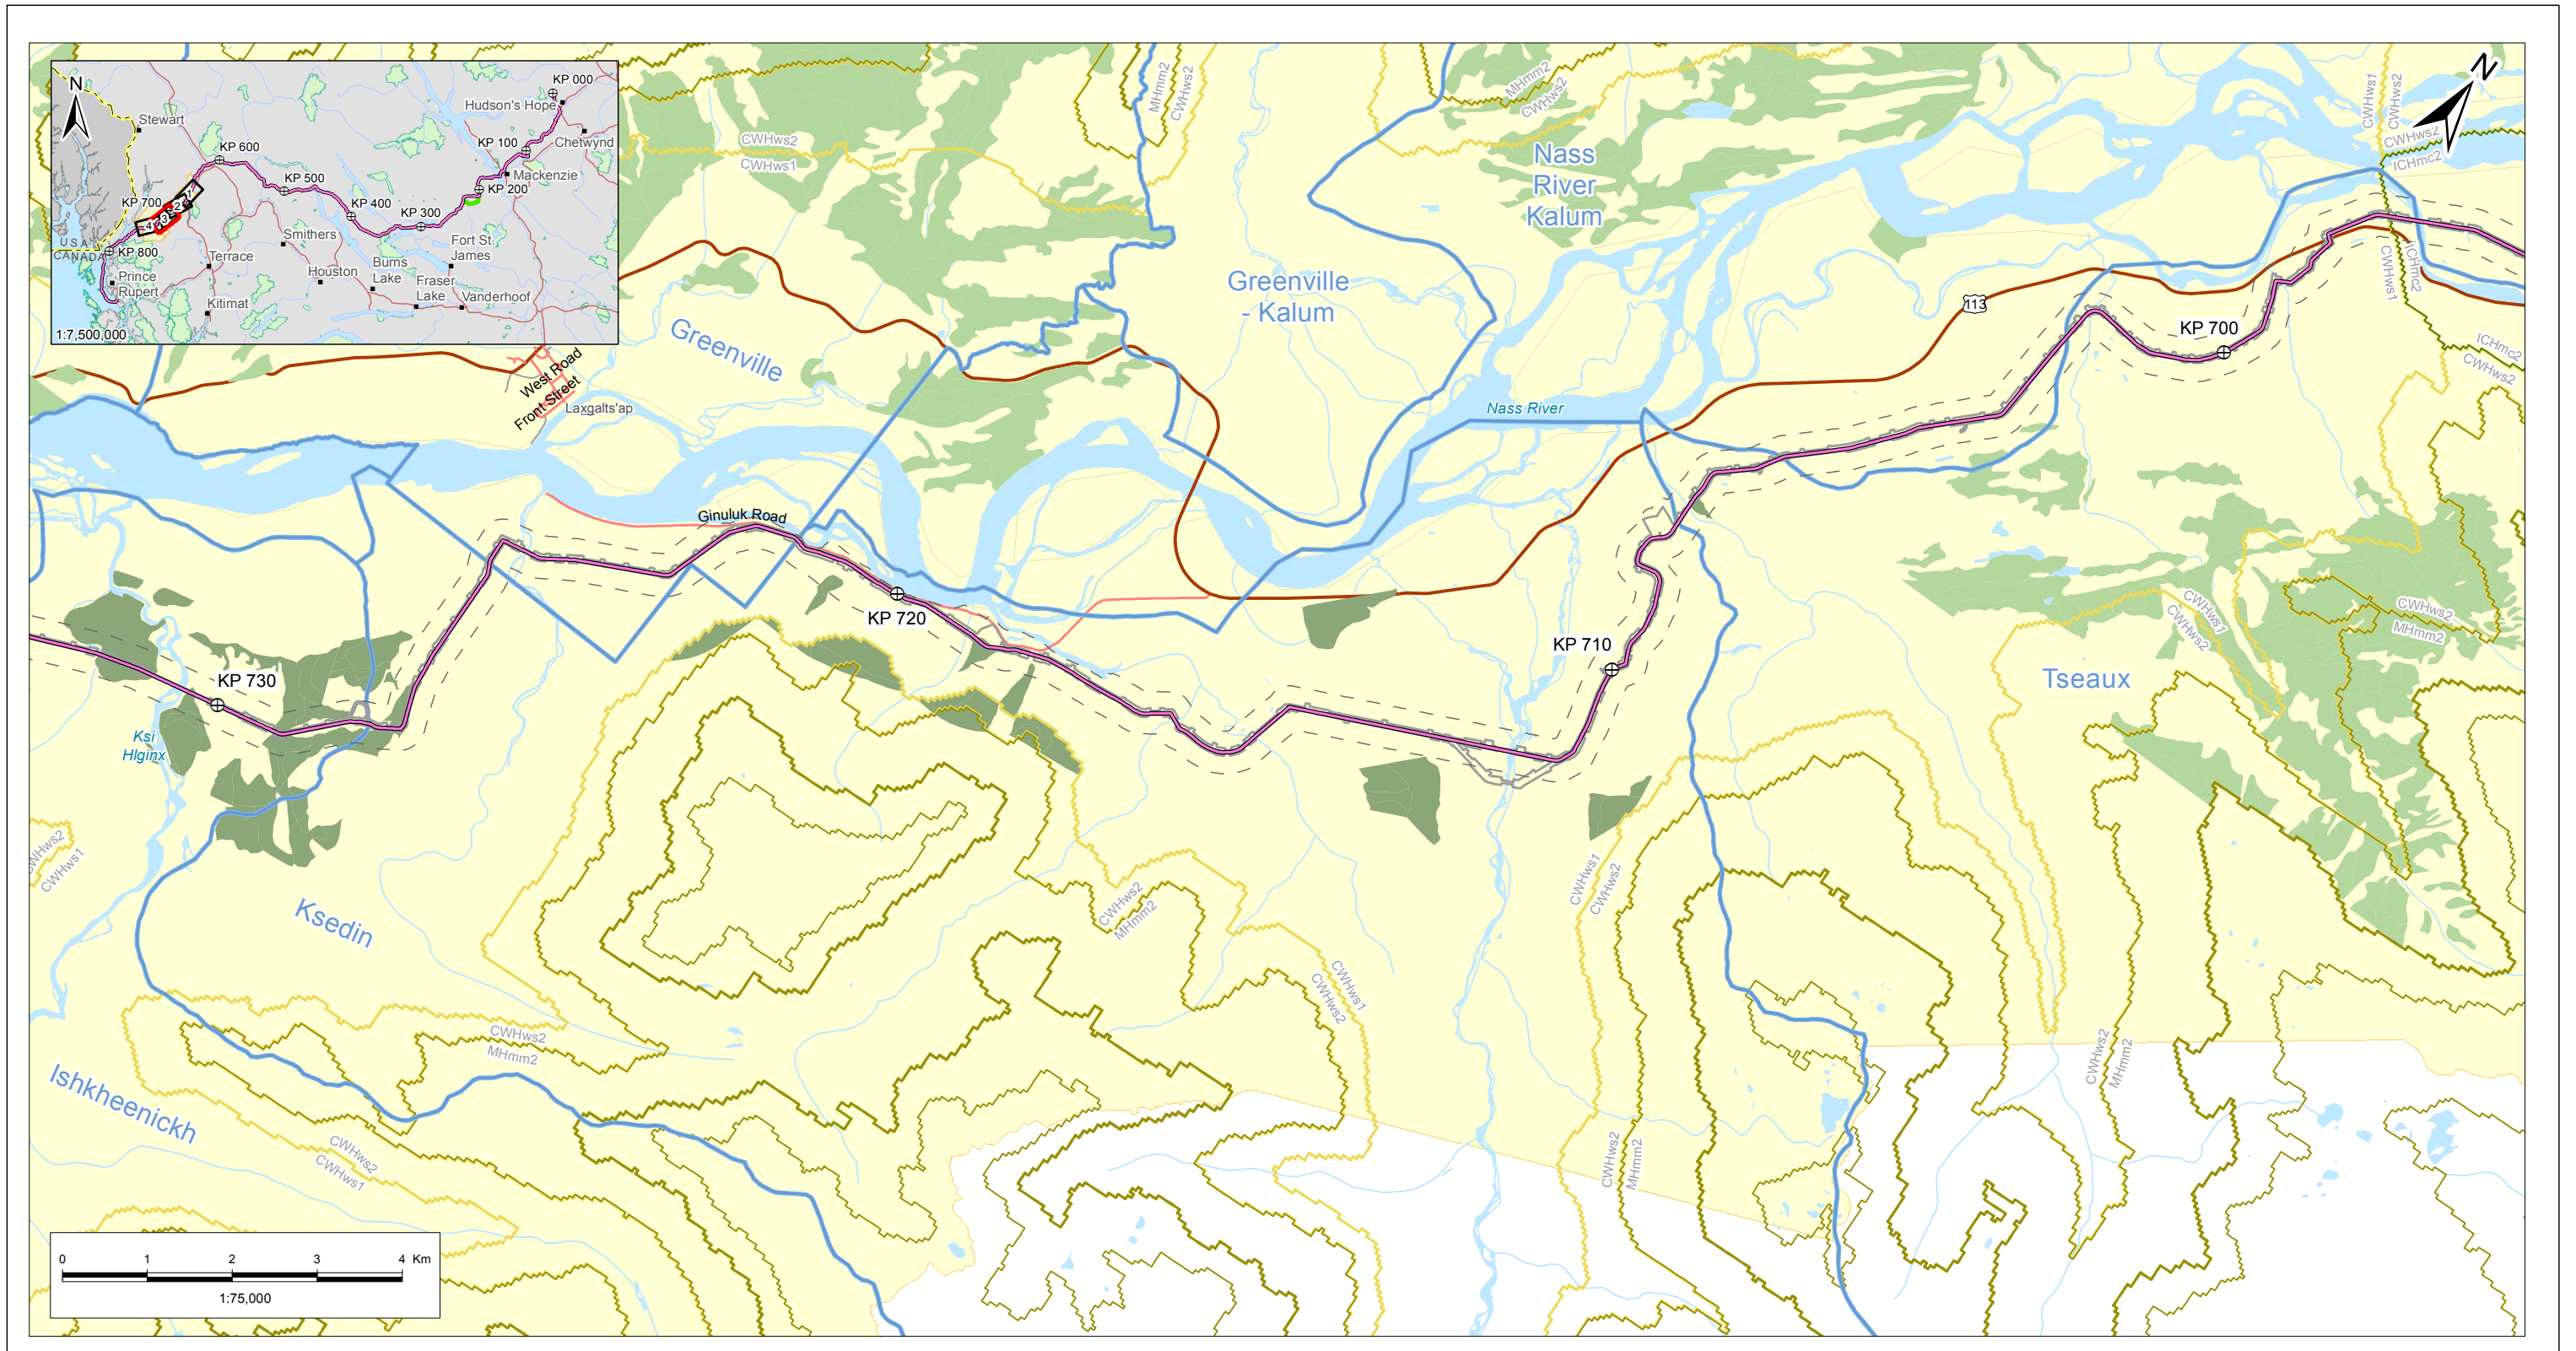 N
KP 000
Hudson's Hope
Stewart
KP 100
Chetwynd
KP 600
Mackenzie
KP 500
KP 200
KP 700
KP 400
KP 300
1
2
3
4
Smithers
Fort St.
James
USA
CANADA
KP 800
Terrace
Burns
Lake
Houston
Prince
Rupert
Fraser
Lake
Vanderhoof
Kitimat
1:7,500,000
MHmm2
CWHws2
MHmm2
CWHws2
CWHws1
CWHws2
CWHws2
ICHmc2
N
CWHws2
CWHws1
Nass
River
Kalum
Greenville
- Kalum
CWHws1
ICHmc2
113
KP 700
ICHmc2
CWHws2
Greenville
West Road
Front Street
Laxgalts'ap
Nass River
Ginuluk Road
KP 720
KP 710
CWHws1
CWHws2
CWHws2
MHmm2
Tseaux
KP 730
Ksi
Hlginx
CWHws2
CWHws1
CWHws1
CWHws2
CWHws2
MHmm2
Ksedin
CWHws1
CWHws2
CWHws2
MHmm2
CWHws2
MHmm2
Ishkheenickh
CWHws2
CWHws1
CWHws2
MHmm2
0 1 2 3 4 Km
1:75,000